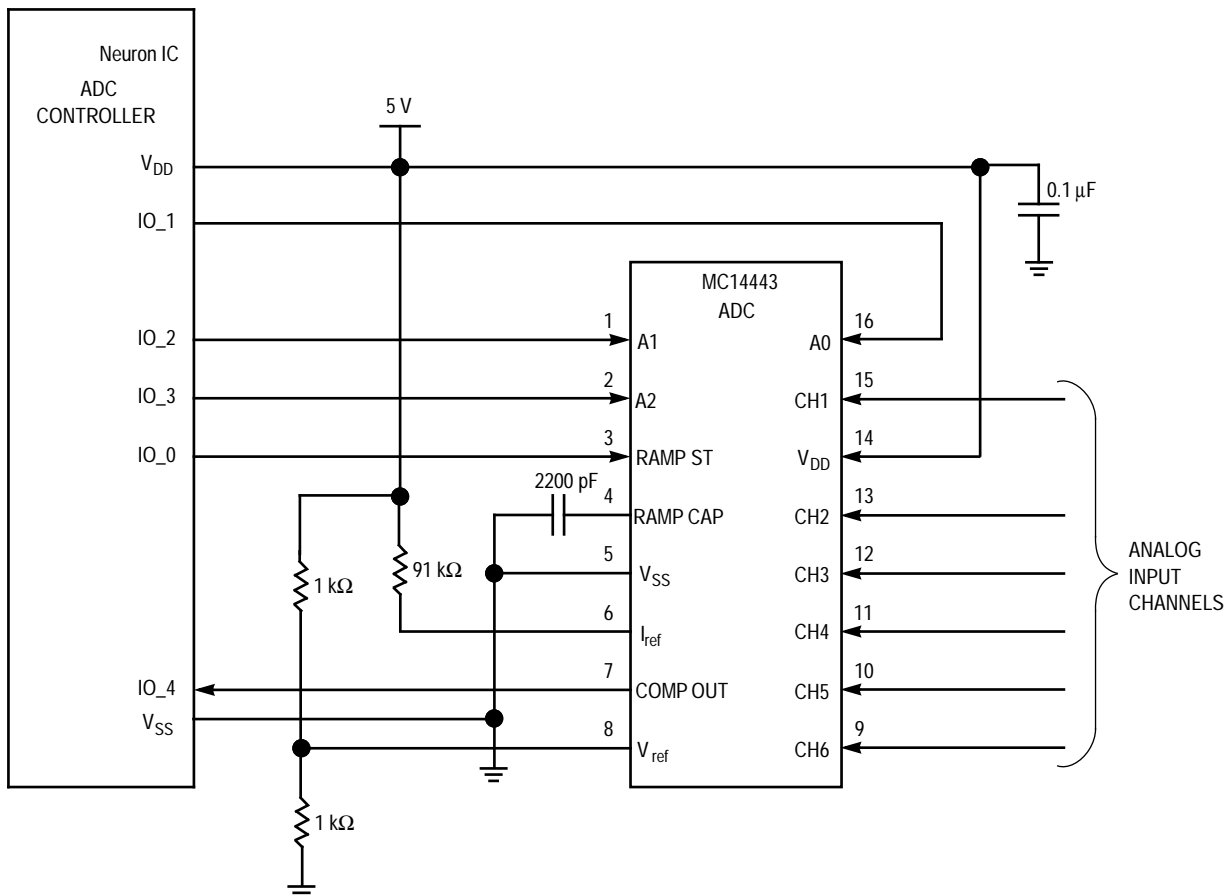 Neuron IC
ADC
CONTROLLER
V_DD
IO_1
IO_2
IO_3
IO_0
IO_4
V_SS
5 V
0.1 μF
2200 pF
1 kΩ
91 kΩ
1 kΩ
MC14443
ADC
1
A1
2
A2
3
RAMP ST
4
RAMP CAP
5
V_SS
6
I_ref
7
COMP OUT
8
V_ref
16
A0
15
CH1
14
V_DD
13
CH2
12
CH3
11
CH4
10
CH5
9
CH6
ANALOG
INPUT
CHANNELS